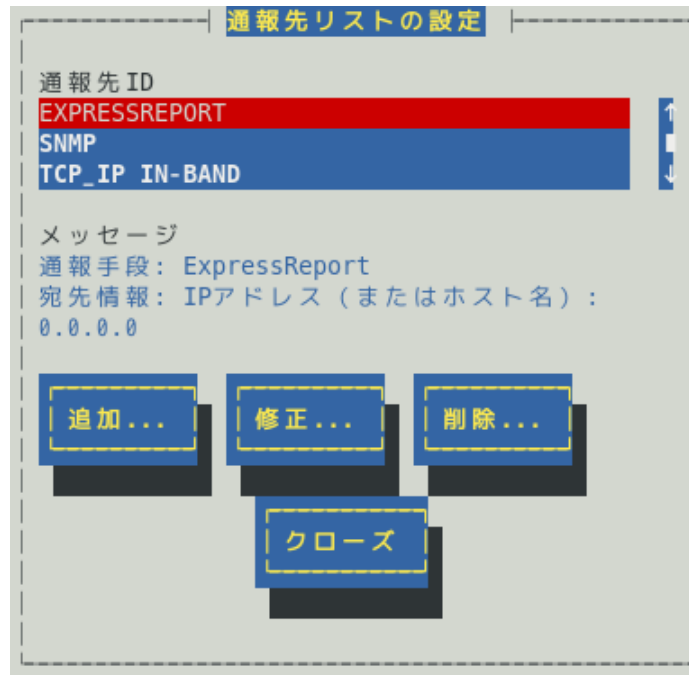 通報先リストの設定
通報先ID
EXPRESSREPORT
SNMP
TCP_IP IN-BAND
メッセージ
通報手段: ExpressReport
宛先情報: IPアドレス(またはホスト名):
0.0.0.0
追加... 修正... 削除...
クローズ